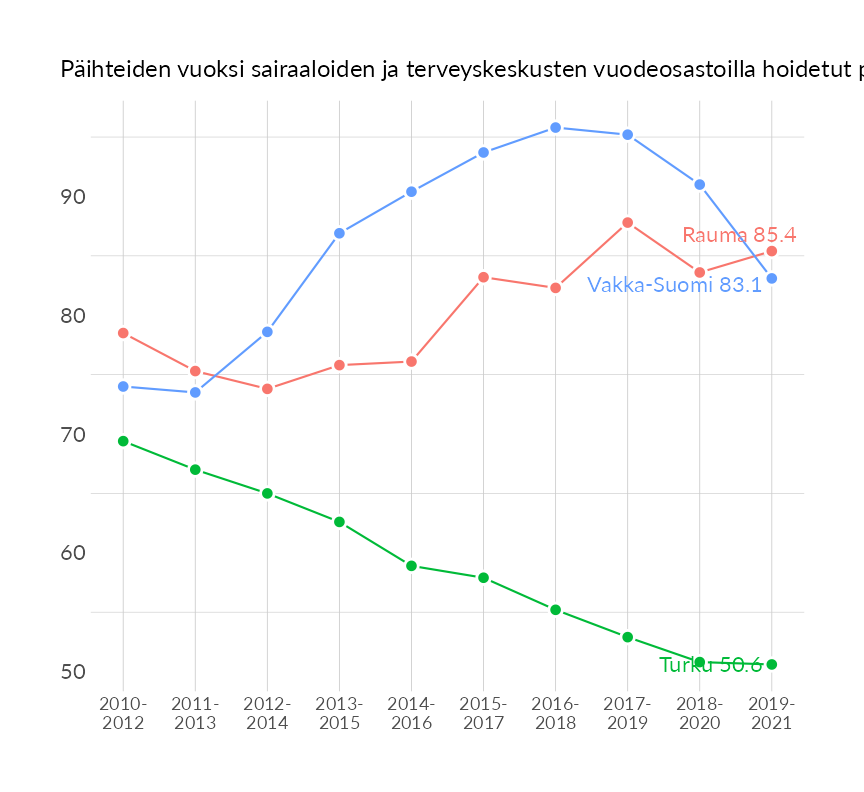 Päihteiden vuoksi sairaaloiden ja terveyskeskusten vuodeosastoilla hoidetut
90
80
70
60
50
Rauma 85.4
Vakka-Suomi 83.1
Turku 50.6
2010- 2011- 2012- 2013- 2014- 2015- 2016- 2017- 2018- 2019-
2012 2013 2014 2015 2016 2017 2018 2019 2020 2021